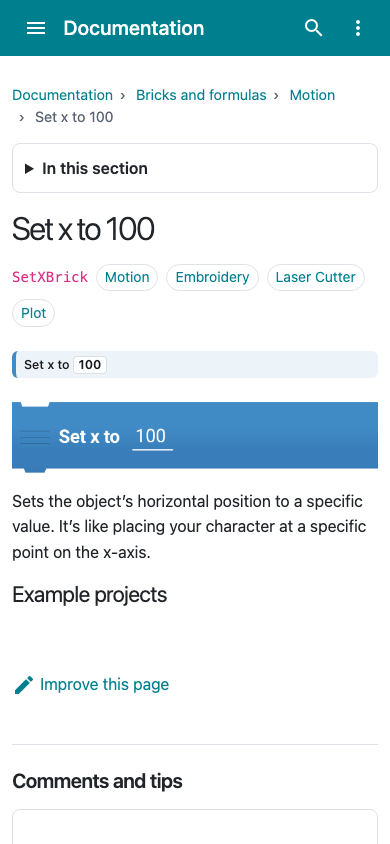 Documentation
Documentation › Bricks and formulas › Motion
› Set x to 100
In this section
Set x to 100
SetXBrick Motion Embroidery Laser Cutter
Plot
Set x to 100
Set x to 100
Sets the object’s horizontal position to a specific
value. It’s like placing your character at a specific
point on the x-axis.
Example projects
Improve this page
Comments and tips